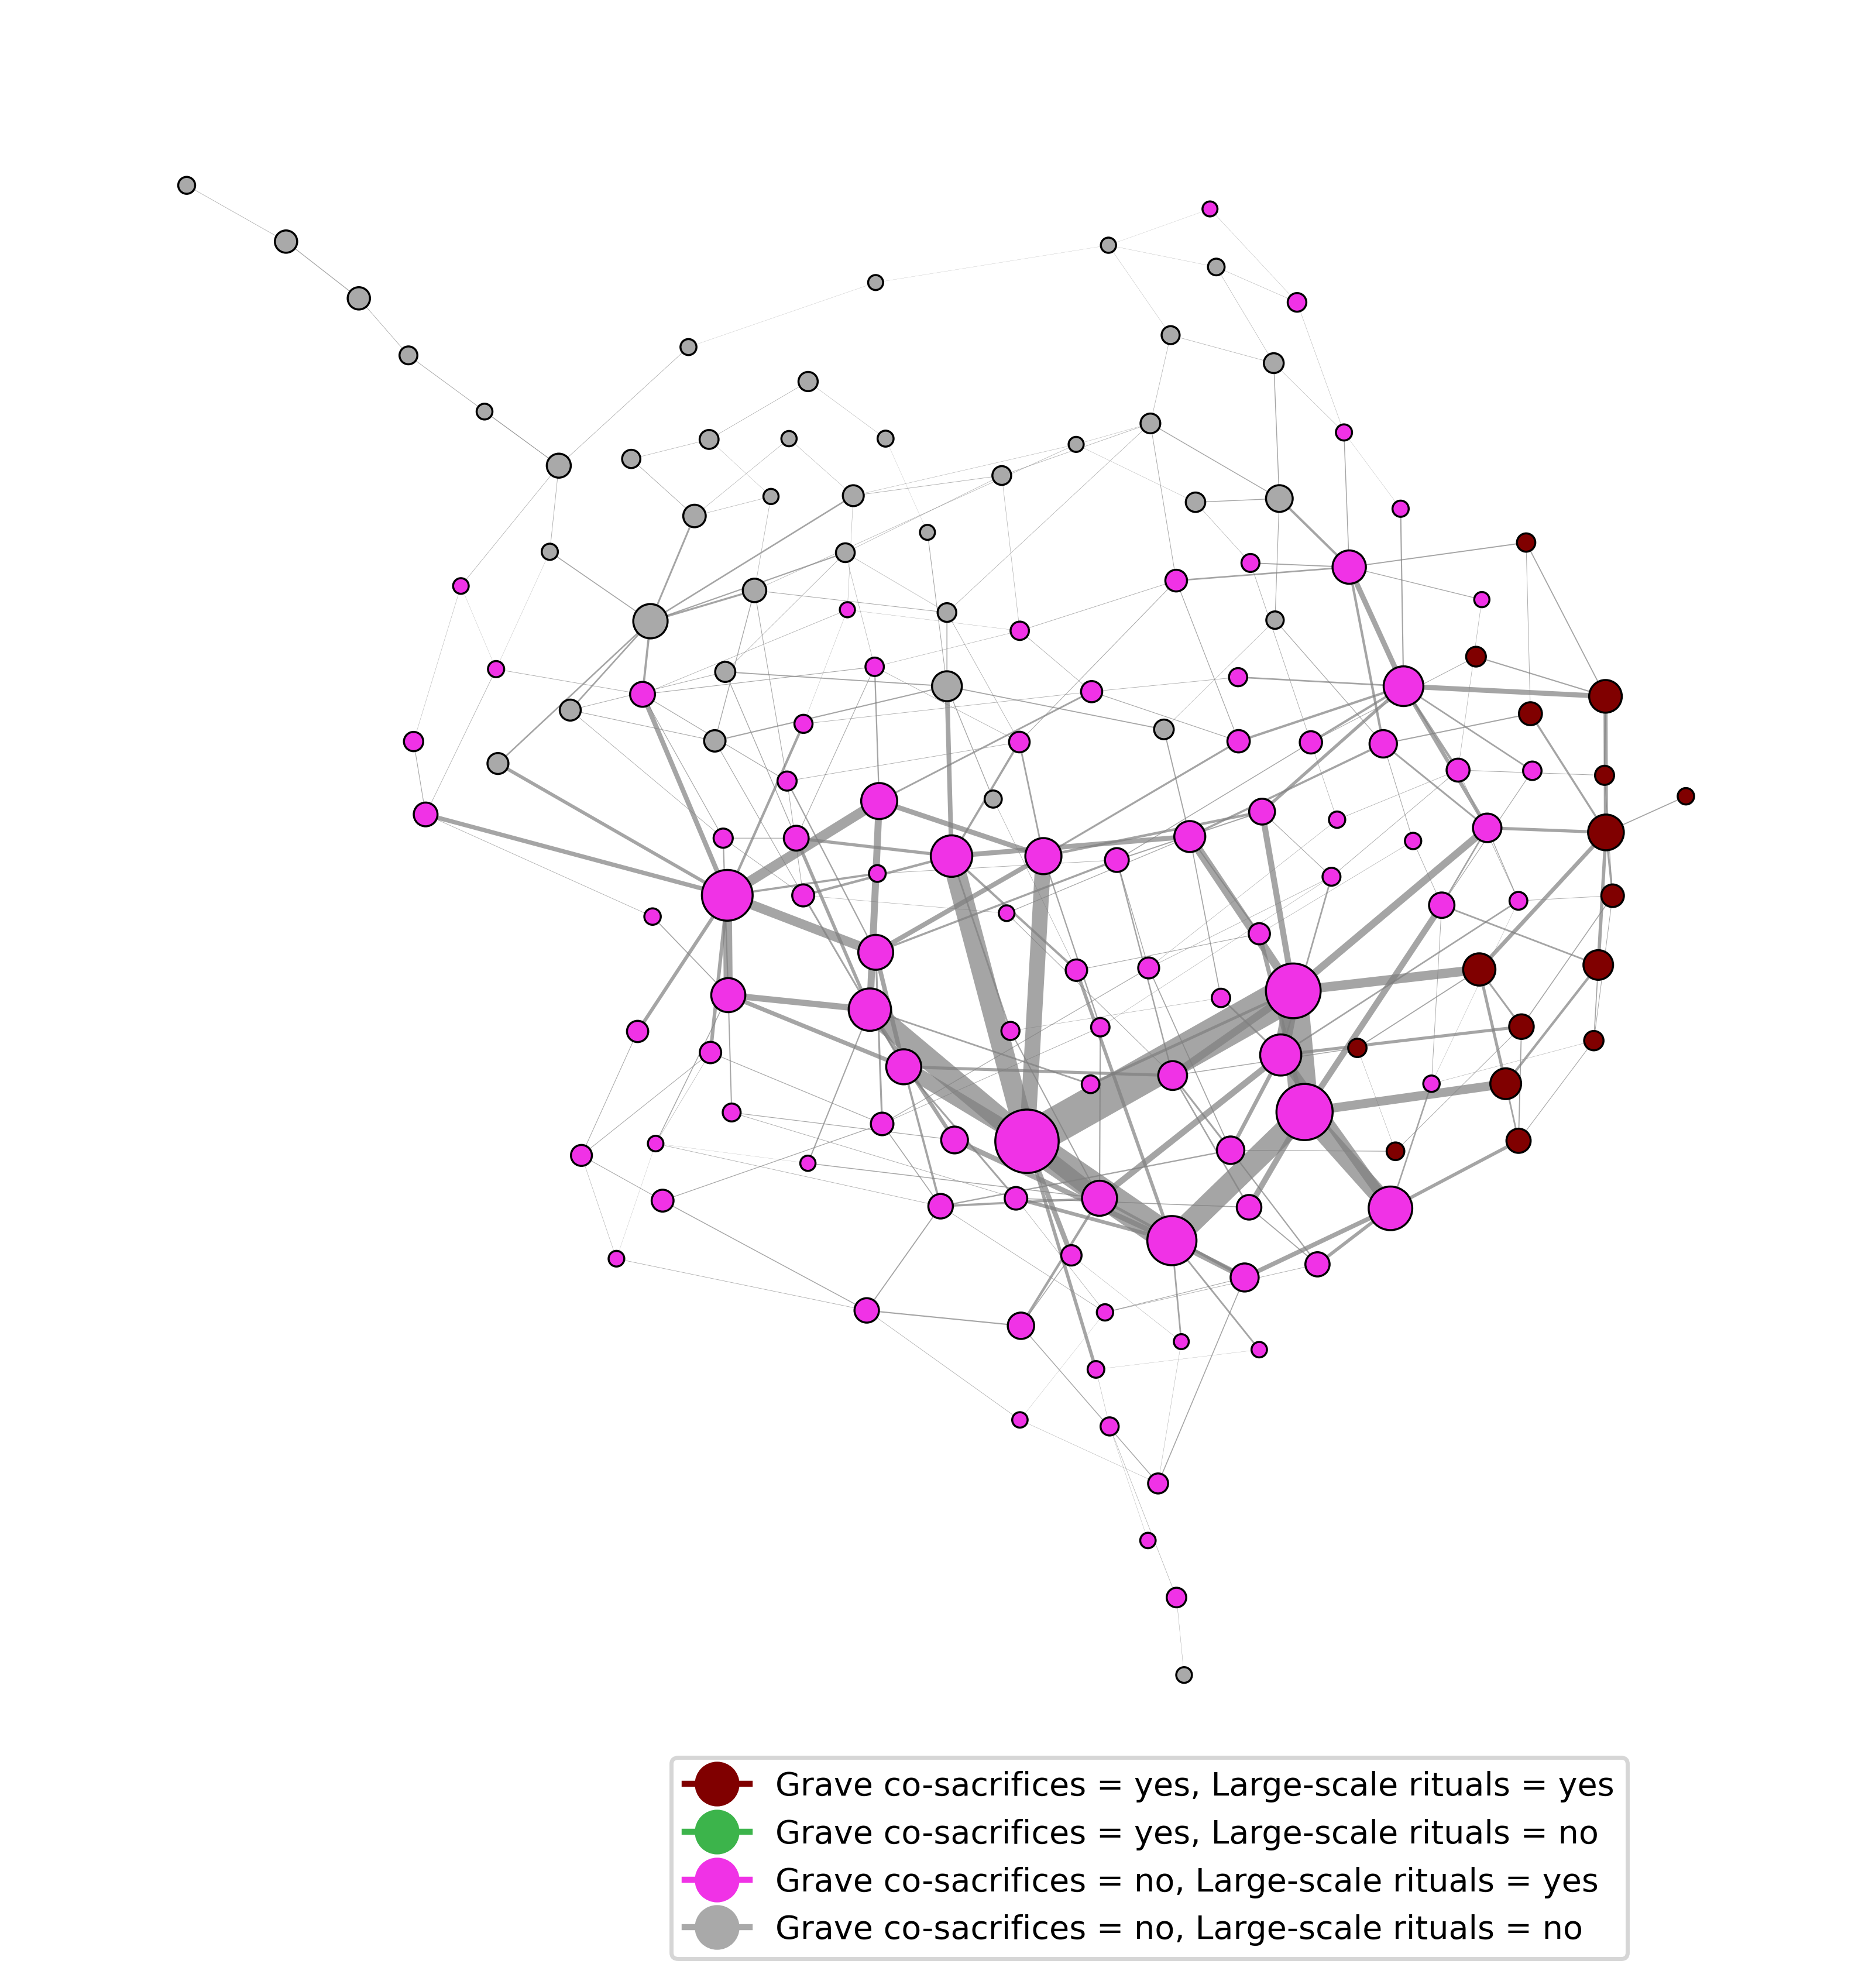 Grave co-sacrifices = yes, Large-scale rituals = yes
Grave co-sacrifices = yes, Large-scale rituals = no
Grave co-sacrifices = no, Large-scale rituals = yes
Grave co-sacrifices = no, Large-scale rituals = no